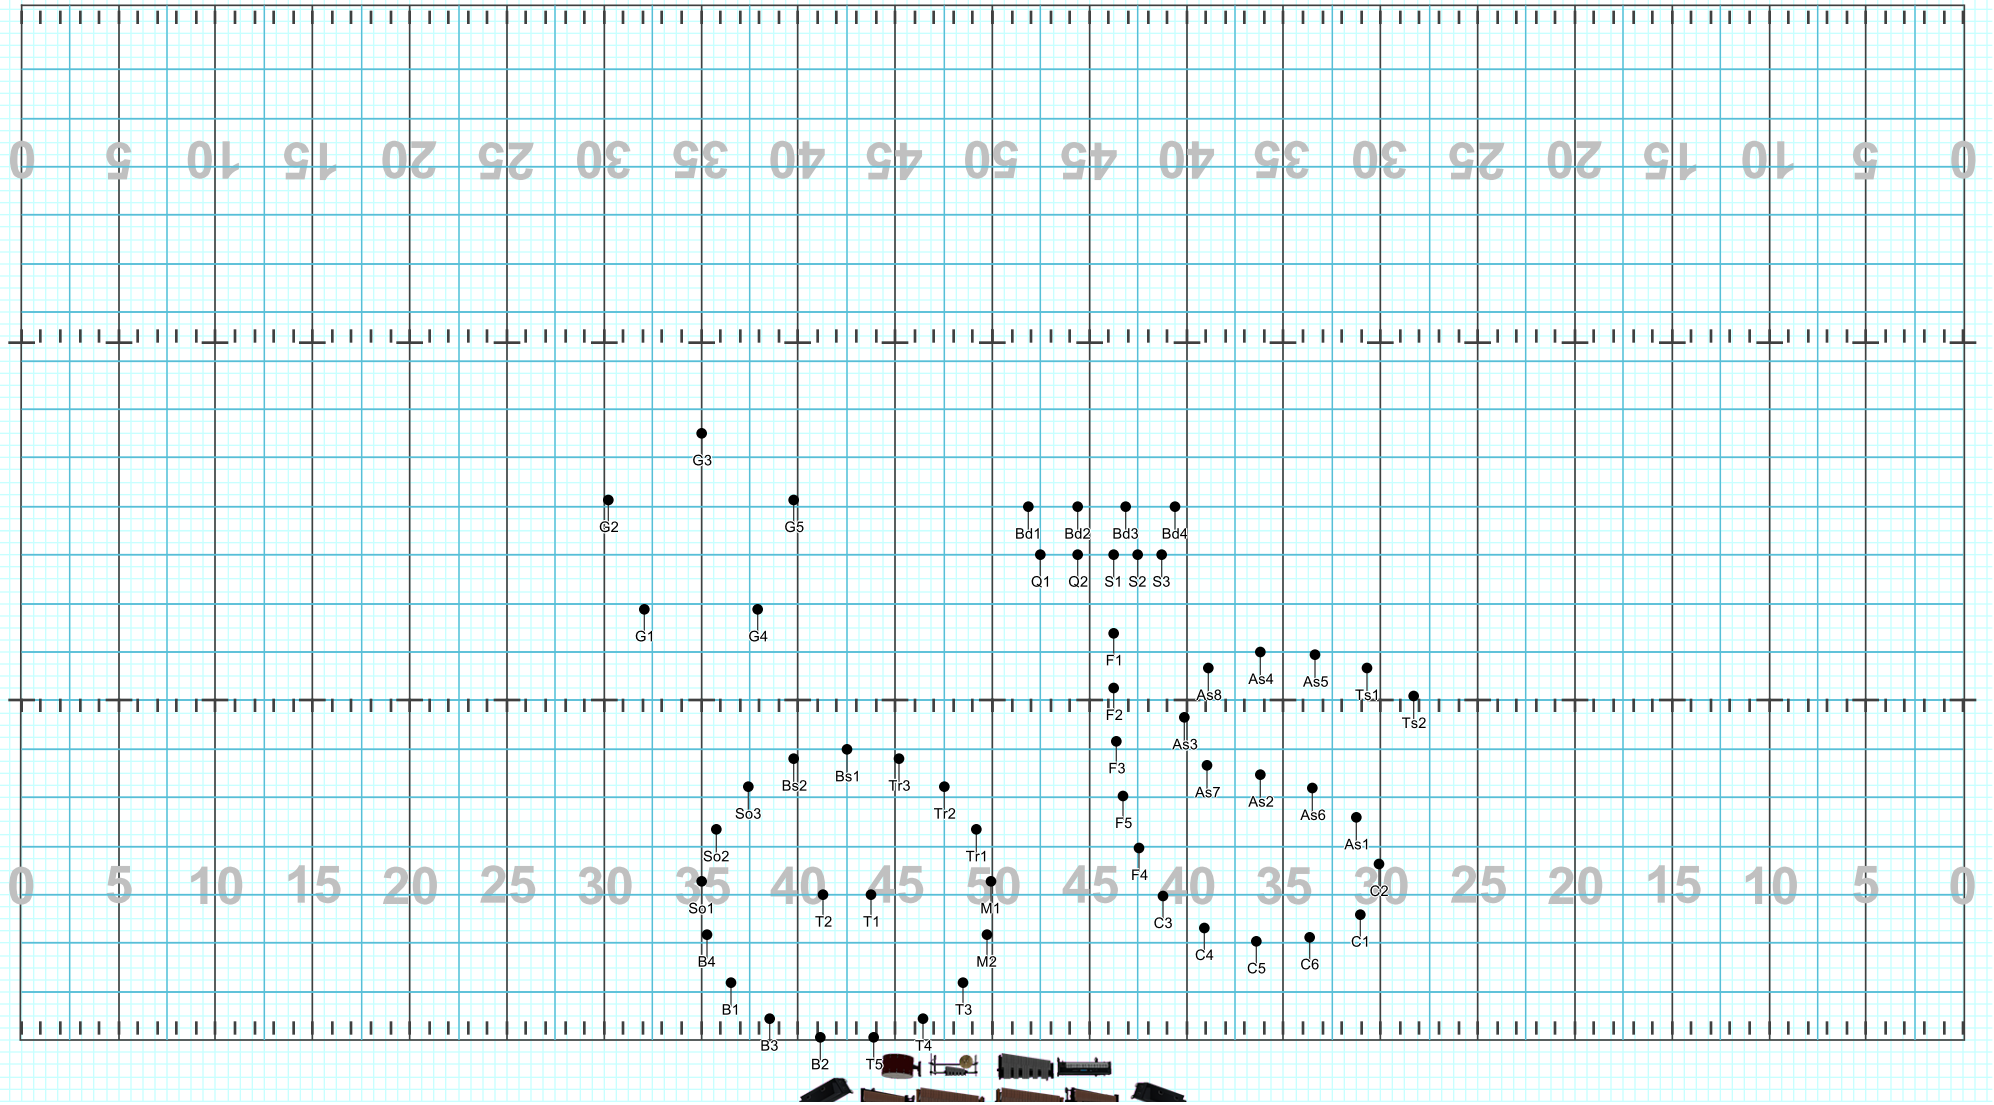 0 5 10 15 20 25 30 35 40 45 50 45 40 35 30 25 20 15 10 5 0
G3
G2 G5 Bd1 Bd2 Bd3 Bd4
Q1 Q2 S1 S2 S3
G1 G4
F1
As4 As5
As8 Ts1
F2 Ts2
As3
F3
Bs1
Bs2 Tr3 As7
As2
So3 Tr2 As6
F5
As1
So2 Tr1
F4
0 5 10 15 20 25 30 35 40 45 50 45 40 35 30 25 20 15 10 5 0
C2
So1 M1
T2 T1 C3
C1
B4 M2 C4
C5 C6
B1 T3
B3 T4
B2 T5